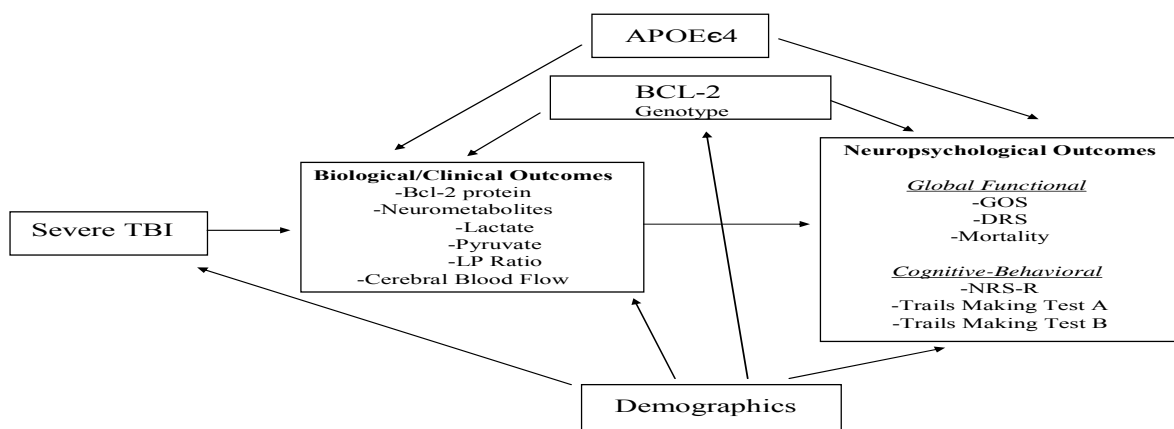 APOEϵ4
BCL-2
Genotype
Biological/Clinical Outcomes
-Bcl-2 protein
-Neurometabolites
-Lactate
-Pyruvate
-LP Ratio
-Cerebral Blood Flow
Severe TBI
Neuropsychological Outcomes
Global Functional
-GOS
-DRS
-Mortality
Cognitive-Behavioral
-NRS-R
-Trails Making Test A
-Trails Making Test B
Demographics